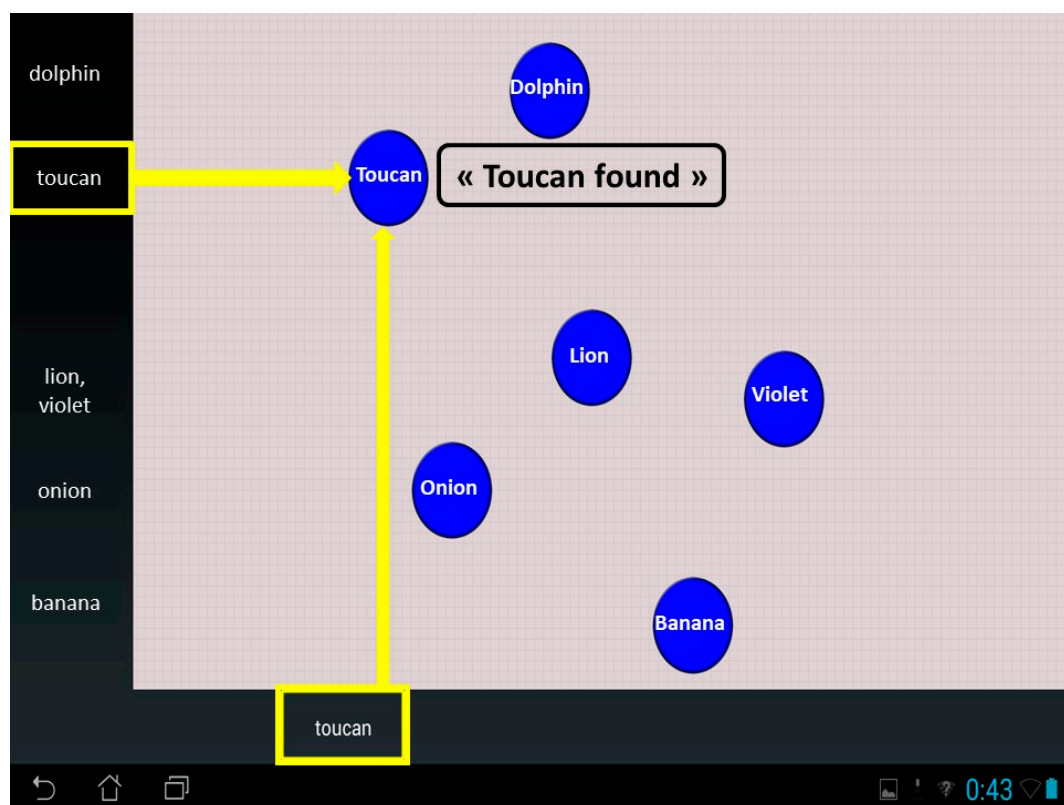 dolphin
Dolphin
toucan
Toucan
« Toucan found »
lion,
violet
Lion
Violet
onion
Onion
banana
Banana
toucan
0:43